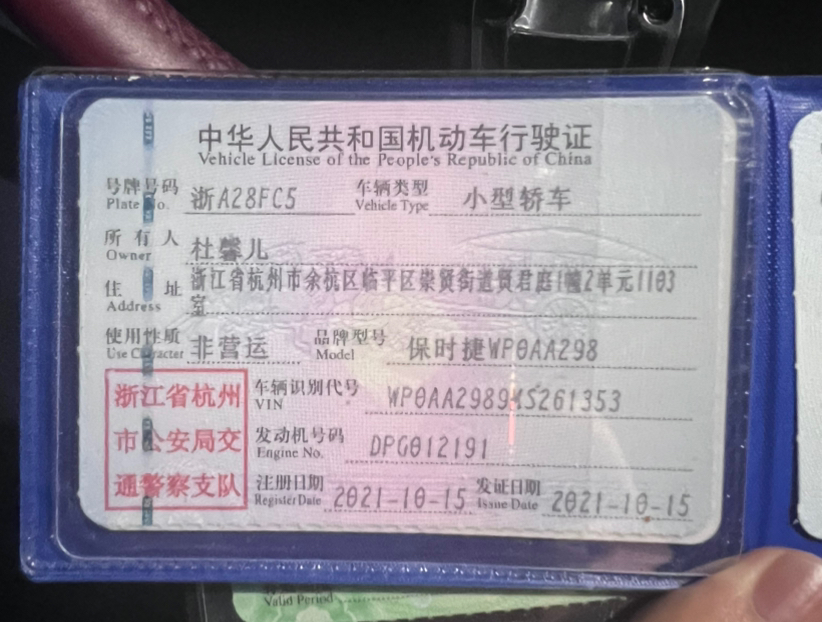 中华人民共和国机动车行驶证
Vehicle License of the People's Republic of China
号牌号码 浙A28FC5 车辆类型 小型轿车
Plate No. Vehicle Type
所有人 杜馨儿
Owner
住址 浙江省杭州市余杭区临平区崇贤街道贤君庭1幢2单元1103
Address 室
使用性质 非营运 品牌型号 保时捷WP0AA298
Use Character Model
浙江省杭州 车辆识别代号 WP0AA2989KS261353
VIN
市公安局交 发动机号码 DPG012191
Engine No.
通警察支队 注册日期 2021-10-15 发证日期 2021-10-15
Register Date Issue Date
Valid Period